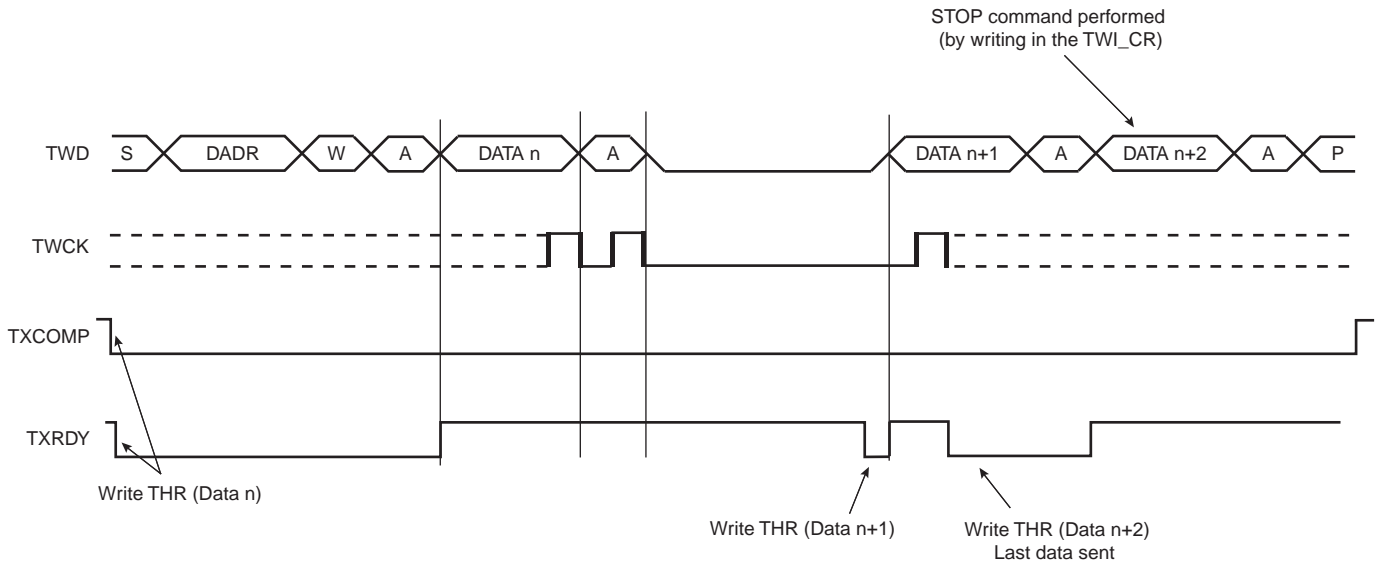 STOP command performed
(by writing in the TWI_CR)
TWD S DADR W A DATA n A DATA n+1 A DATA n+2 A P
TWCK
TXCOMP
TXRDY
Write THR (Data n)
Write THR (Data n+1)
Write THR (Data n+2)
Last data sent